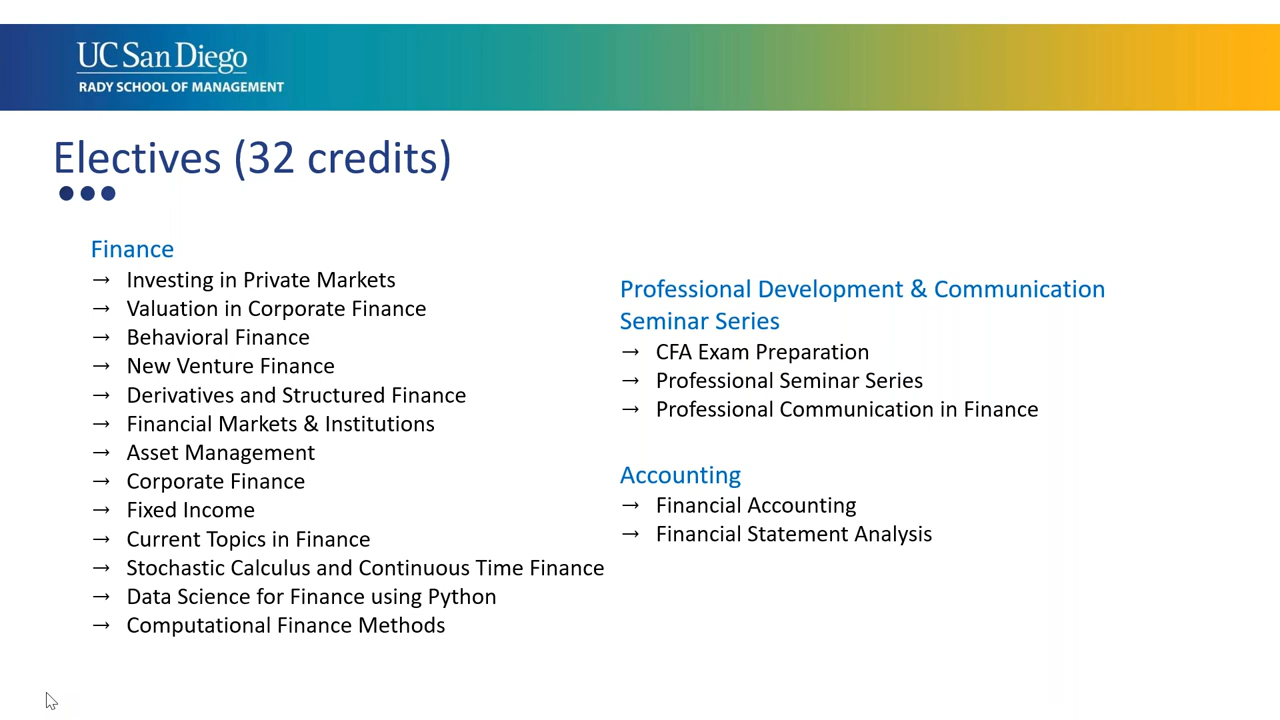 UC San Diego
RADY SCHOOL OF MANAGEMENT
Electives (32 credits)
Finance
→ Investing in Private Markets
→ Valuation in Corporate Finance
→ Behavioral Finance
→ New Venture Finance
→ Derivatives and Structured Finance
→ Financial Markets & Institutions
→ Asset Management
→ Corporate Finance
→ Fixed Income
→ Current Topics in Finance
→ Stochastic Calculus and Continuous Time Finance
→ Data Science for Finance using Python
→ Computational Finance Methods
Professional Development & Communication
Seminar Series
→ CFA Exam Preparation
→ Professional Seminar Series
→ Professional Communication in Finance
Accounting
→ Financial Accounting
→ Financial Statement Analysis